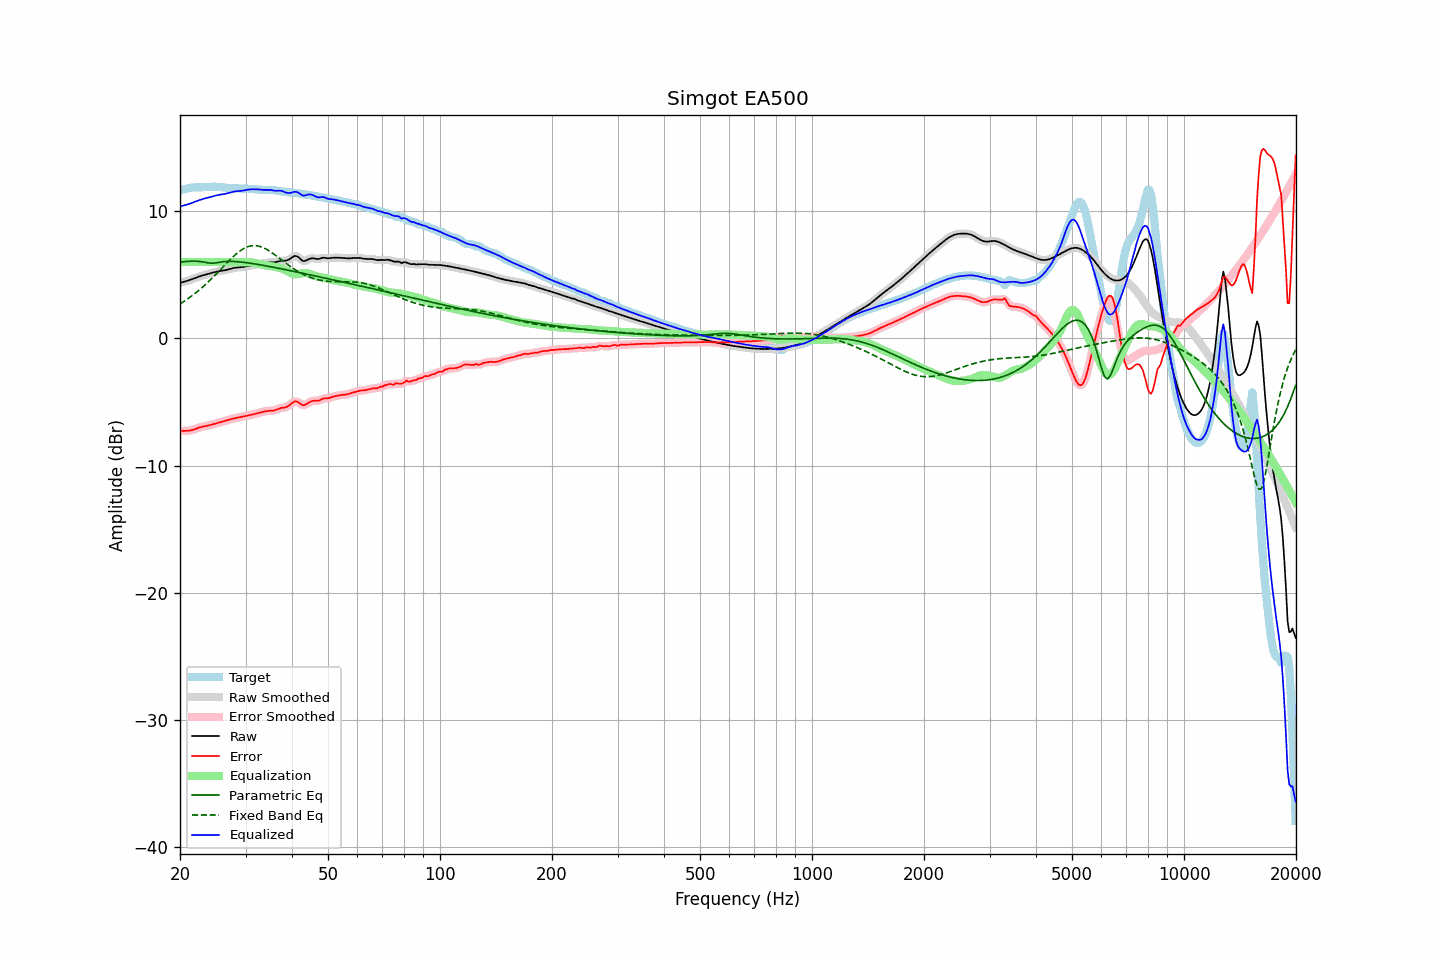 Simgot EA500
Amplitude (dBr)
10
0
−10
−20
−30
−40
Target
Raw Smoothed
Error Smoothed
Raw
Error
Equalization
Parametric Eq
Fixed Band Eq
Equalized
20 50 100 200 500 1000 2000 5000 10000 20000
Frequency (Hz)